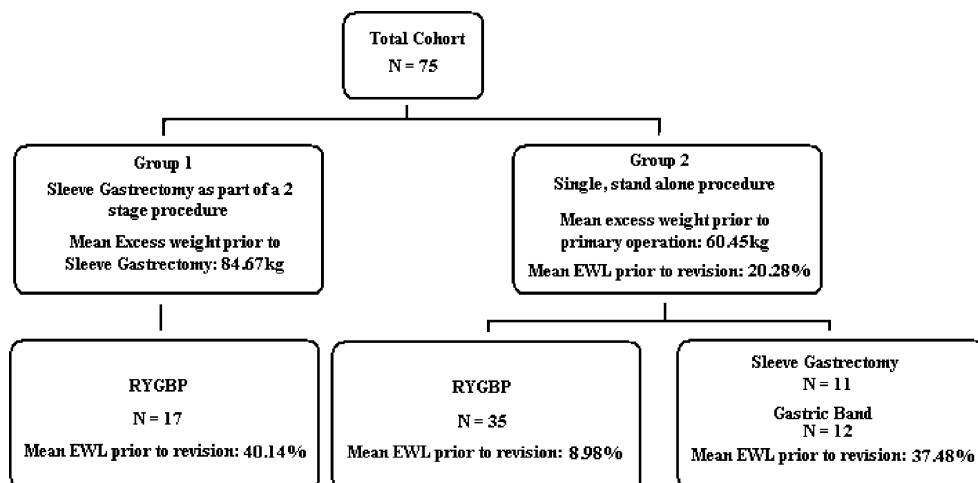 Total Cohort
N = 75
Group 1
Sleeve Gastrectomy as part of a 2
stage procedure
Mean Excess weight prior to
Sleeve Gastrectomy: 84.67kg
Group 2
Single, stand alone procedure
Mean excess weight prior to
primary operation: 60.45kg
Mean EWL prior to revision: 20.28%
RYGBP
N = 17
Mean EWL prior to revision: 40.14%
RYGBP
N = 35
Mean EWL prior to revision: 8.98%
Sleeve Gastrectomy
N = 11
Gastric Band
N = 12
Mean EWL prior to revision: 37.48%